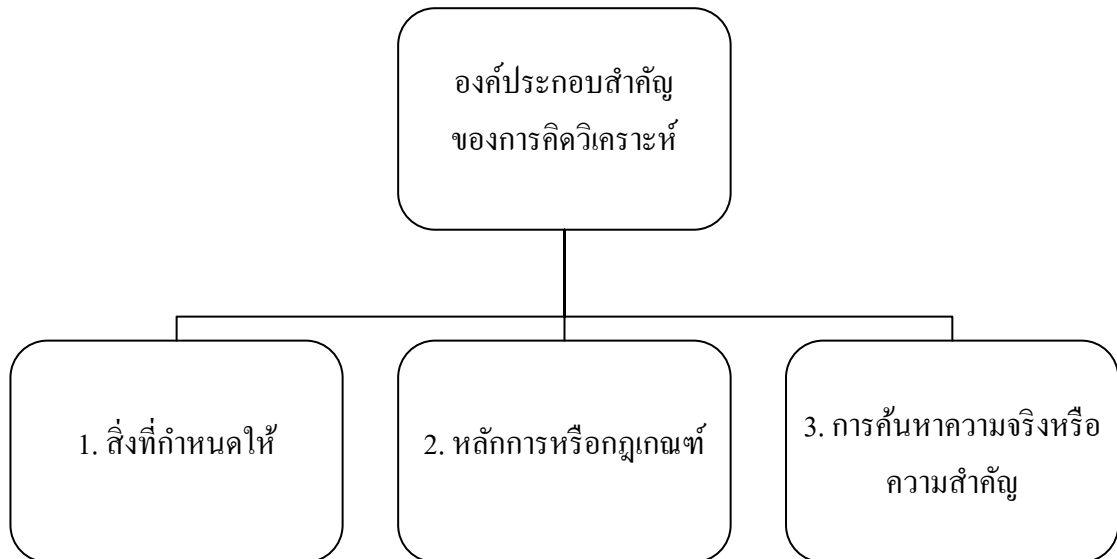 องค์ประกอบสำคัญ
ของการคิดวิเคราะห์
1. สิ่งที่กำหนดให้
2. หลักการหรือกฎเกณฑ์
3. การค้นหาความจริงหรือ
ความสำคัญ